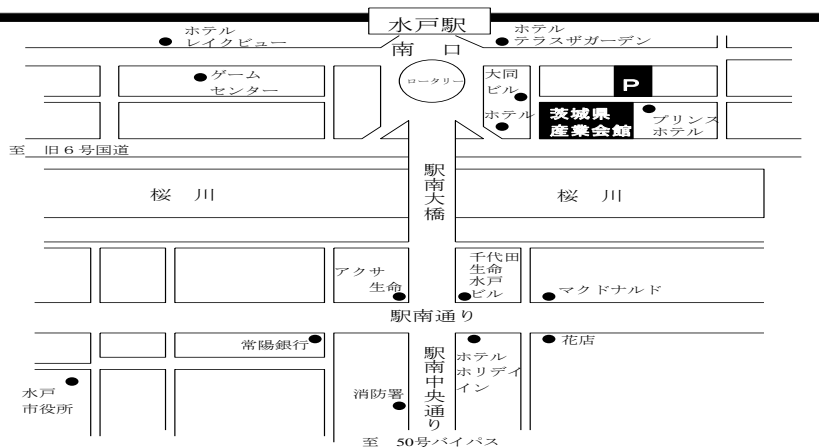 水戸駅
南　口
ホテル
レイクビュー
ホテル
テラスザガーデン
ゲーム
センター
ロータリー
大同
ビル
ホテル
P
茨城県
産業会館
プリンス
ホテル
至　旧6号国道
桜　川
駅南大橋
桜　川
アクサ
生命
千代田
生命
水戸
ビル
マクドナルド
駅南通り
常陽銀行
駅南中央通り
ホテル
ホリデイ
イン
花店
水戸
市役所
消防署
至　50号バイパス